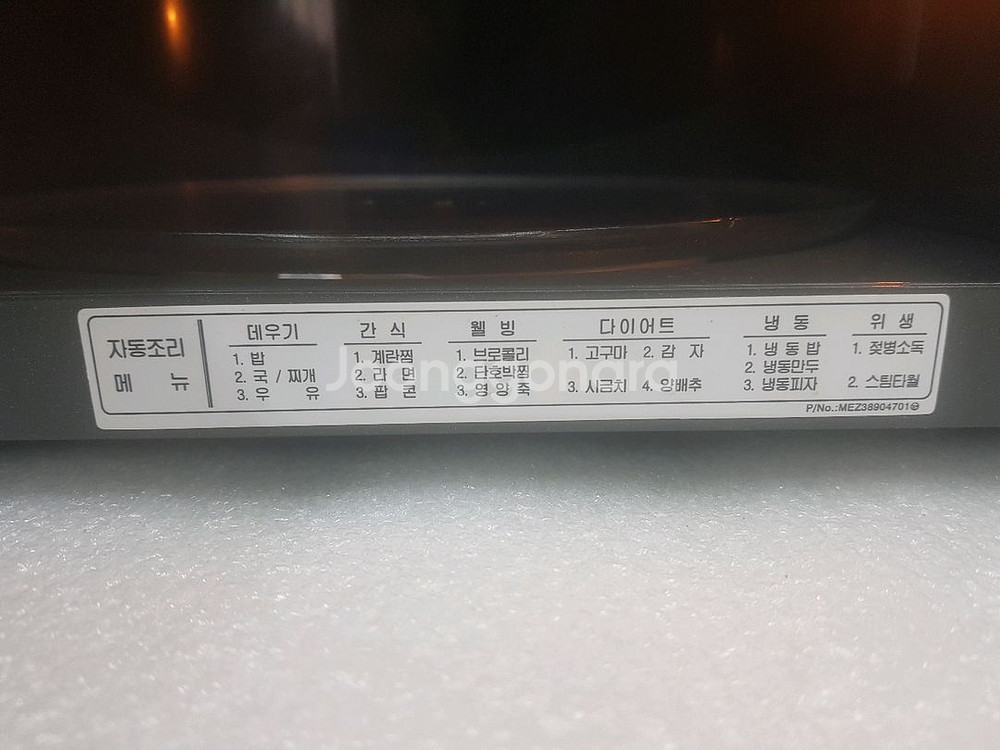 자동조리
메 뉴
데우기
1. 밥
2. 국 / 찌개
3. 우 유
간 식
1. 계란찜
2. 라 면
3. 팝 콘
웰 빙
1. 브로콜리
2. 단호박찜
3. 영 양 죽
다이어트
1. 고구마 2. 감 자
3. 시금치 4. 양배추
냉 동
1. 냉 동 밥
2. 냉동만두
3. 냉동피자
위 생
1. 젖병소독
2. 스팀타월
P/No.:MEZ38904701
Joonggonara